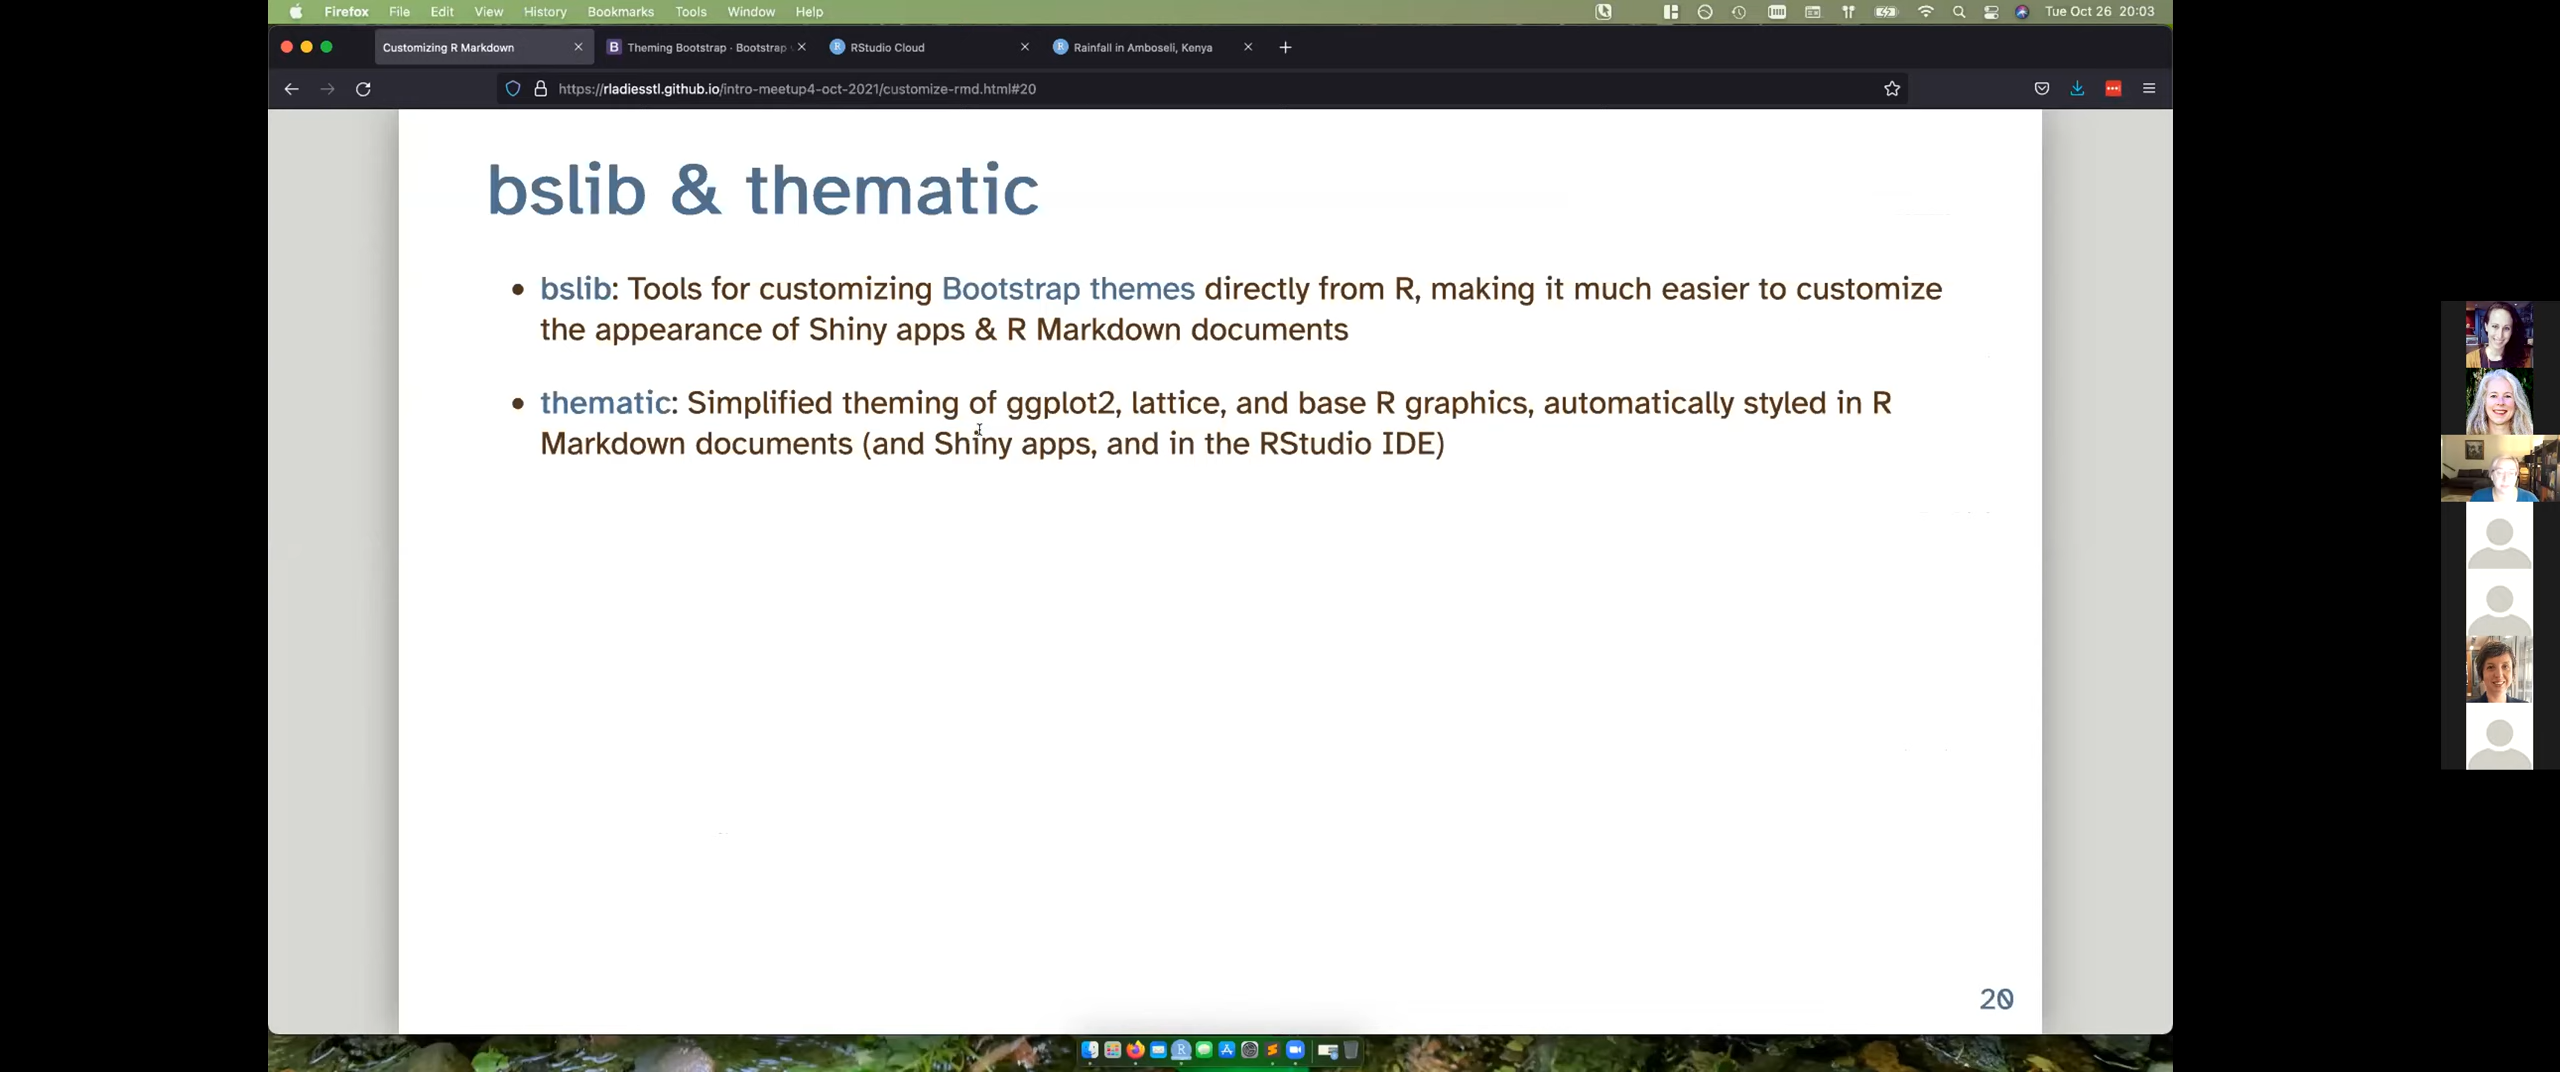 Firefox File Edit View History Bookmarks Tools Window Help Tue Oct 26 20:03
Customizing R Markdown Theming Bootstrap · Bootstrap RStudio Cloud Rainfall in Amboseli, Kenya
https://rladiesstl.github.io/intro-meetup4-oct-2021/customize-rmd.html#20
bslib & thematic
• bslib: Tools for customizing Bootstrap themes directly from R, making it much easier to customize
the appearance of Shiny apps & R Markdown documents
• thematic: Simplified theming of ggplot2, lattice, and base R graphics, automatically styled in R
Markdown documents (and Shiny apps, and in the RStudio IDE)
20